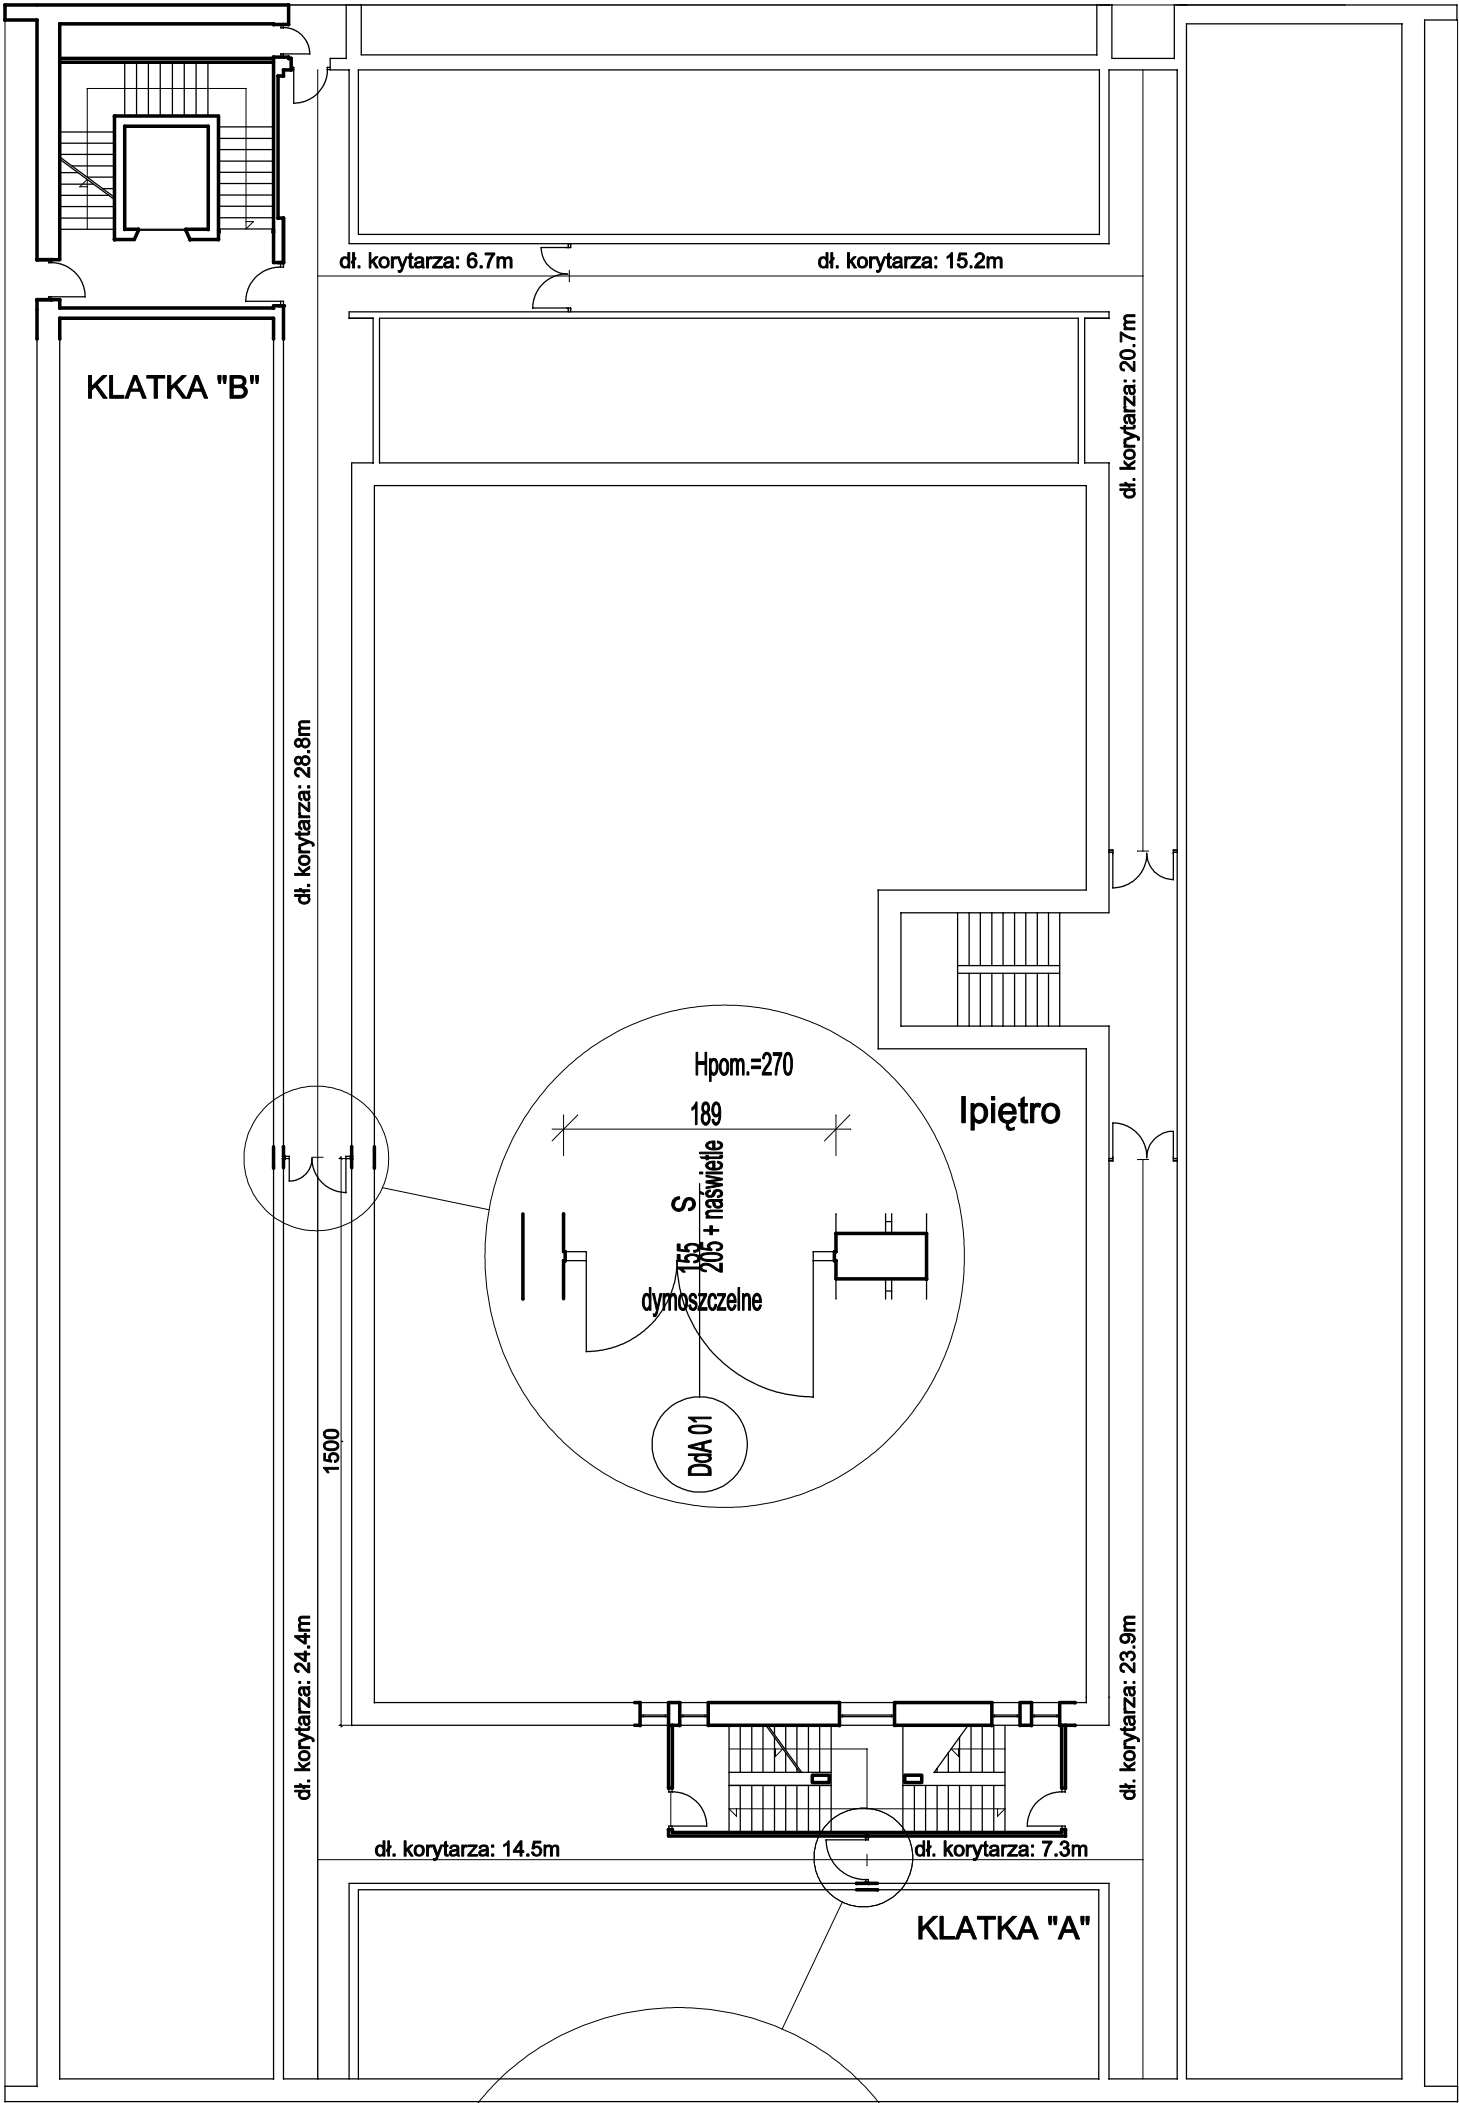 dł. korytarza: 6.7m
dł. korytarza: 15.2m
dł. korytarza: 20.7m
KLATKA "B"
dł. korytarza: 28.8m
Hpom.=270
189
Ipiętro
S
155
205 + naświetle
dymoszczelne
DdA 01
1500
dł. korytarza: 24.4m
dł. korytarza: 23.9m
dł. korytarza: 14.5m
dł. korytarza: 7.3m
KLATKA "A"